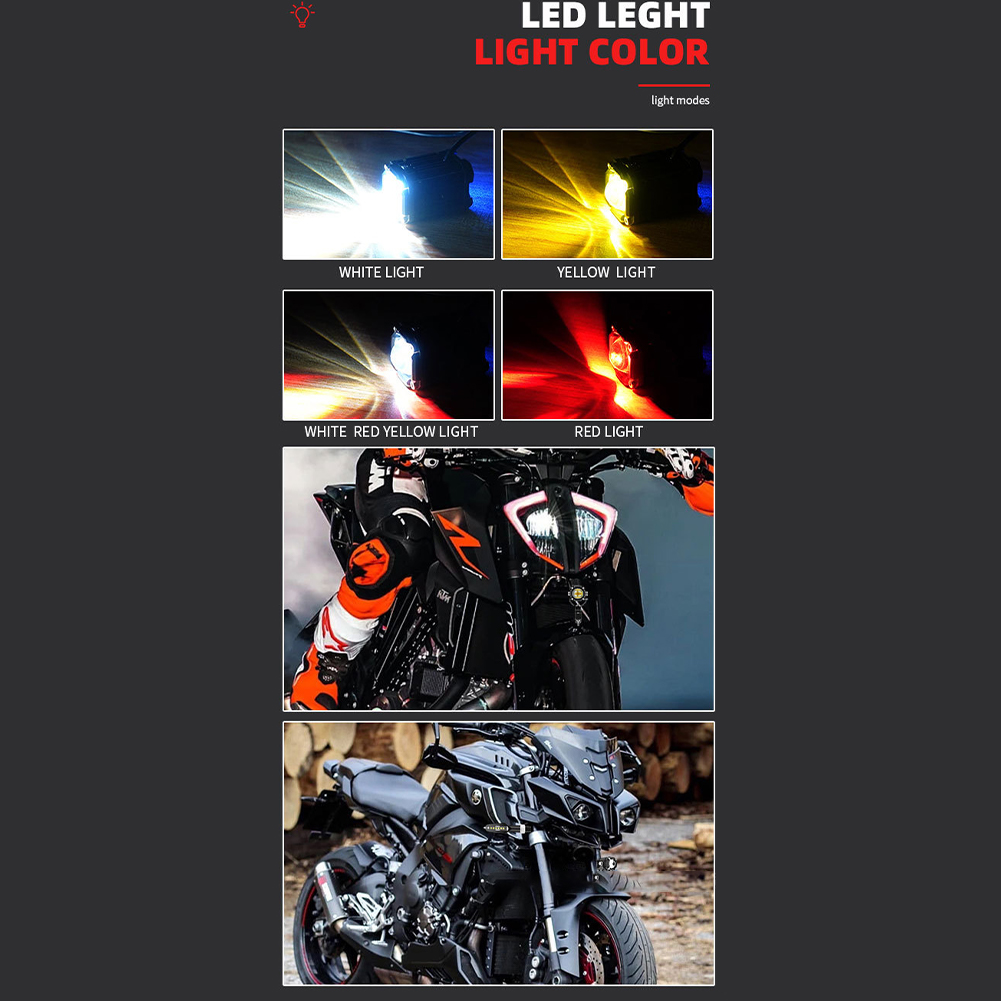 LED LEGHT
LIGHT COLOR
light modes
WHITE LIGHT
YELLOW LIGHT
WHITE RED YELLOW LIGHT
RED LIGHT
KTM